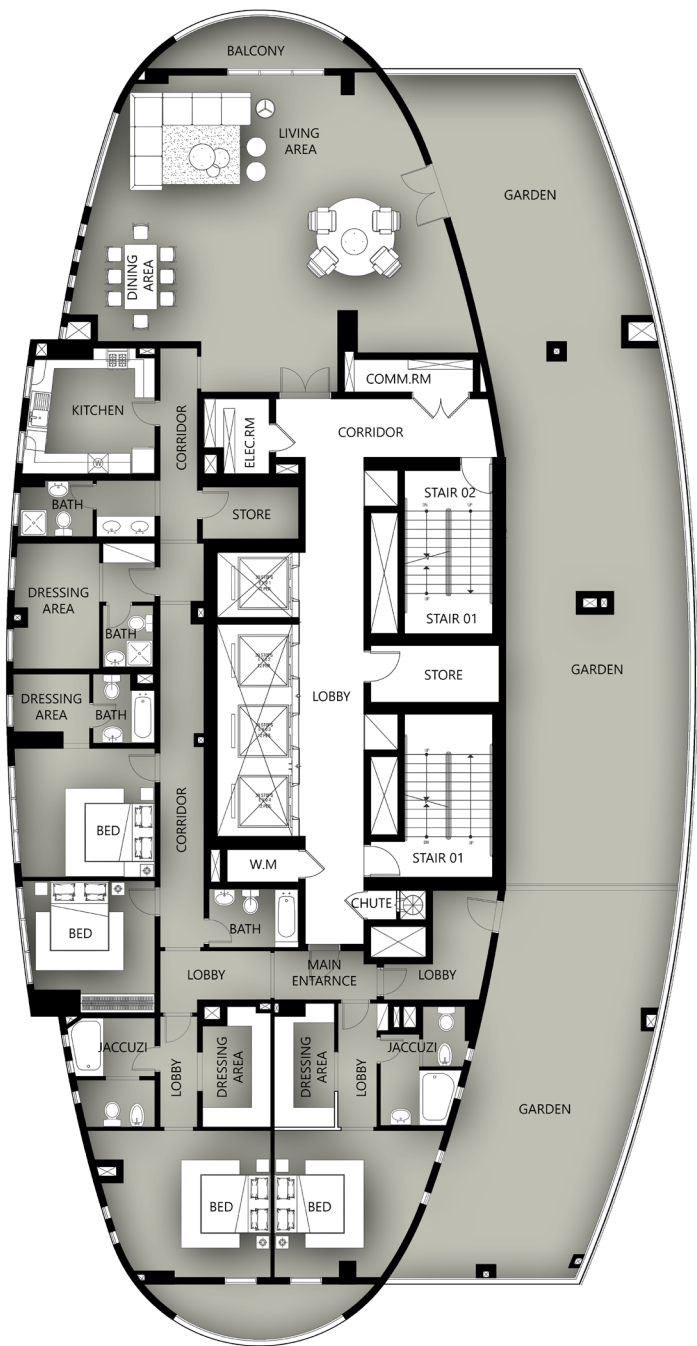 BALCONY
LIVING
AREA
GARDEN
DINING
AREA
COMM.RM
KITCHEN
CORRIDOR
ELEC.RM
CORRIDOR
BATH
STORE
STAIR 02
DRESSING
AREA
STAIR 01
BATH
GARDEN
STORE
DRESSING
AREA
BATH
LOBBY
CORRIDOR
BED
STAIR 01
W.M
CHUTE
BED
BATH
LOBBY
MAIN
ENTARNCE
LOBBY
JACCUZI
LOBBY
DRESSING
AREA
DRESSING
AREA
LOBBY
JACCUZI
GARDEN
BED
BED